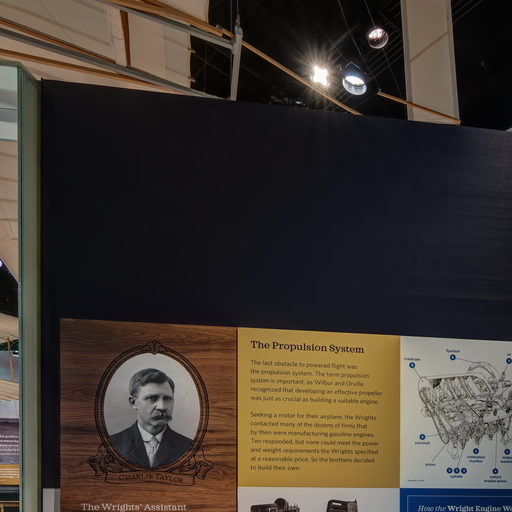 The Propulsion System
The last obstacle to powered flight was
the propulsion system. The term propulsion
system is important, as Wilbur and Orville
recognized that developing an effective propeller
was just as crucial as building a suitable engine.
Seeking a motor for their airplane, the Wrights
contacted many of the dozens of firms that
by then were manufacturing gasoline engines.
Ten responded, but none could meet the power
and weight requirements the Wrights specified
at a reasonable price. So the brothers decided
to build their own.
CHARLIE TAYLOR
The Wrights' Assistant
crankcase
flywheel
camshaft
piston
cylinder
combustion
chamber
contact
breaker points
How the Wright Engine